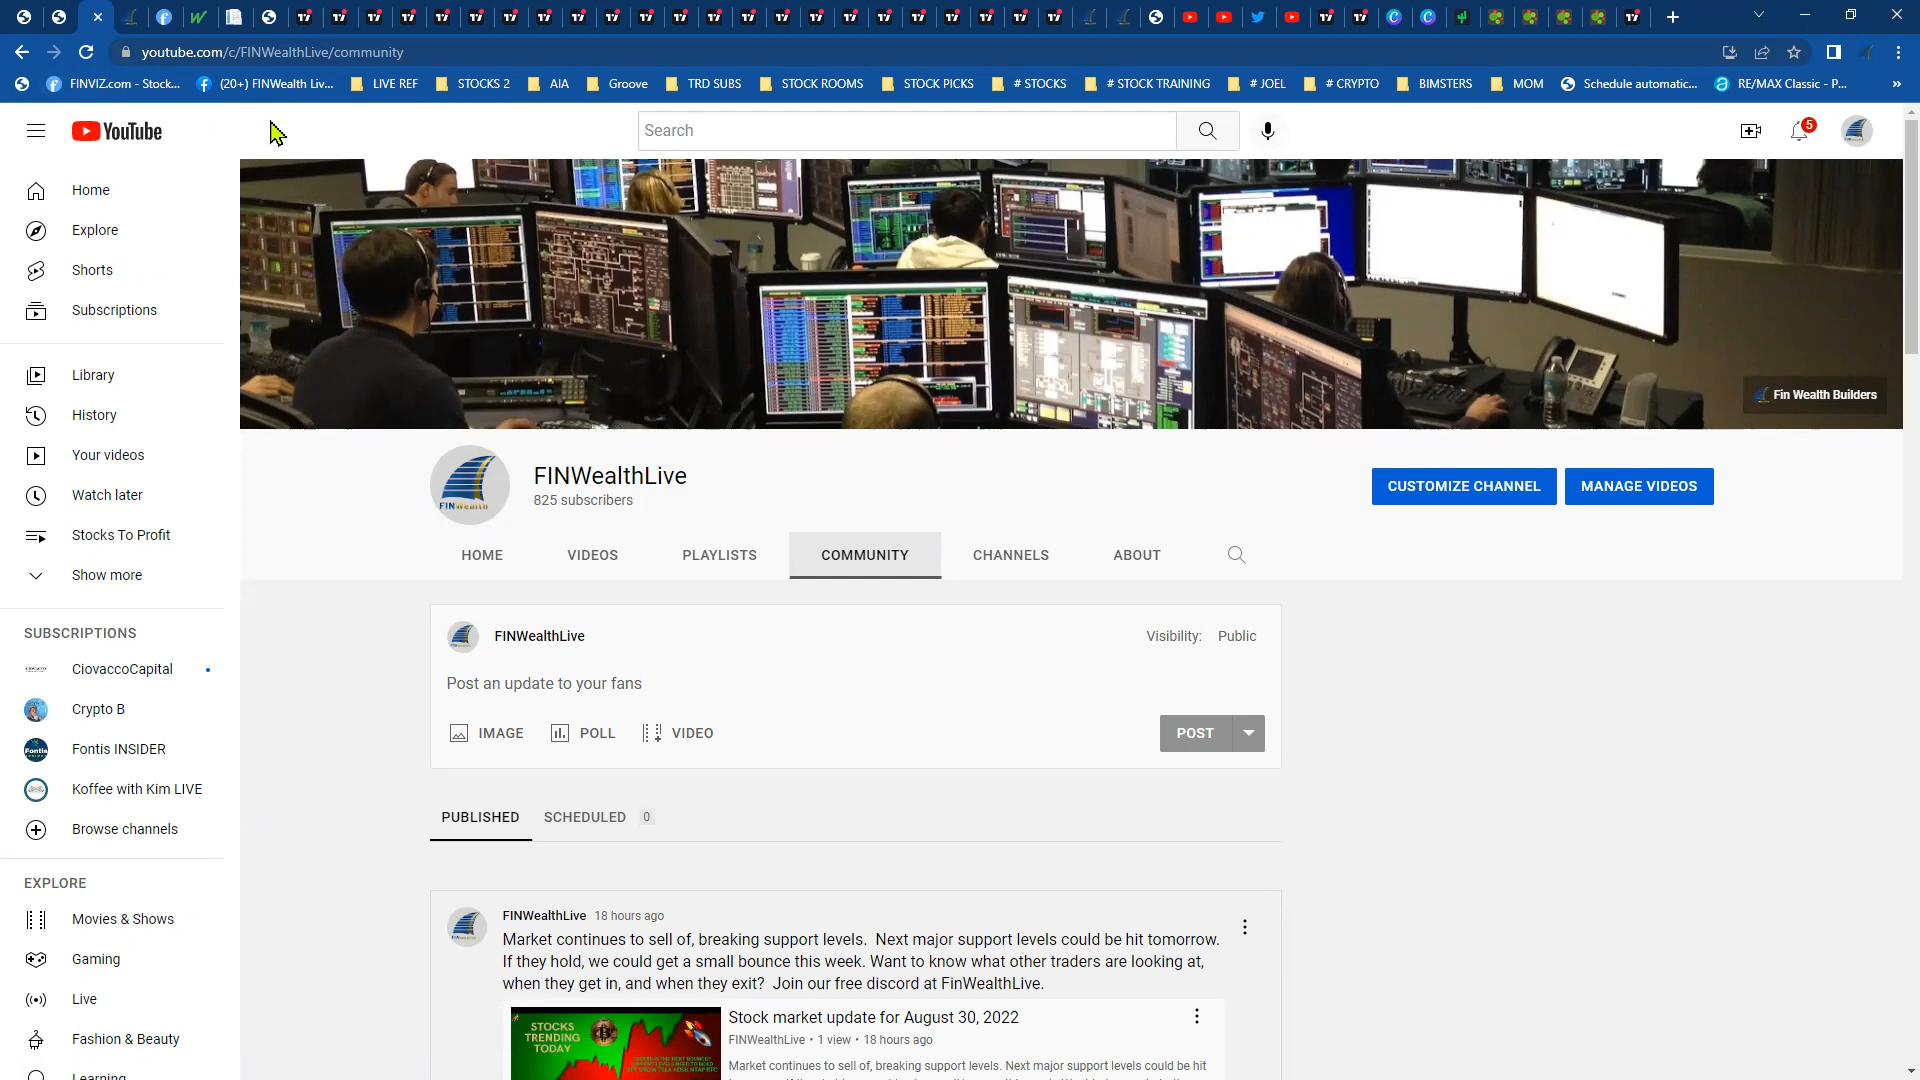 youtube.com/c/FINWealthLive/community
FINVIZ.com - Stock...
(20+) FINWealth Liv...
LIVE REF
STOCKS 2
AIA
Groove
TRD SUBS
STOCK ROOMS
STOCK PICKS
# STOCKS
# STOCK TRAINING
# JOEL
# CRYPTO
BIMSTERS
MOM
Schedule automatic...
RE/MAX Classic - P...
YouTube
Search
5
Home
Explore
Shorts
Subscriptions
Library
History
Your videos
Watch later
Stocks To Profit
Show more
SUBSCRIPTIONS
CiovaccoCapital
Crypto B
Fontis INSIDER
Koffee with Kim LIVE
Browse channels
EXPLORE
Movies & Shows
Gaming
Live
Fashion & Beauty
Learning
Fin Wealth Builders
FINWealthLive
825 subscribers
CUSTOMIZE CHANNEL
MANAGE VIDEOS
HOME
VIDEOS
PLAYLISTS
COMMUNITY
CHANNELS
ABOUT
FINWealthLive
Visibility: Public
Post an update to your fans
IMAGE
POLL
VIDEO
POST
PUBLISHED
SCHEDULED 0
FINWealthLive 18 hours ago
Market continues to sell of, breaking support levels. Next major support levels could be hit tomorrow.
If they hold, we could get a small bounce this week. Want to know what other traders are looking at,
when they get in, and when they exit? Join our free discord at FinWealthLive.
STOCKS
TRENDING
TODAY
Stock market update for August 30, 2022
FINWealthLive • 1 view • 18 hours ago
Market continues to sell of, breaking support levels. Next major support levels could be hit